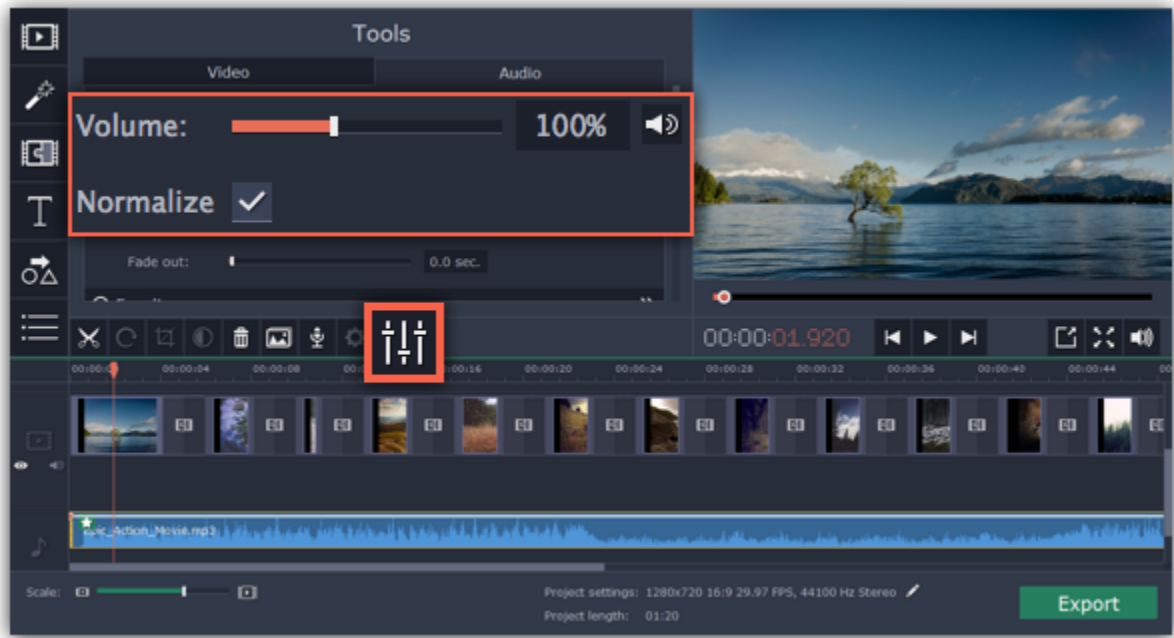 Tools
Video Audio
Volume: 100%
Normalize
Fade out: 0.0 sec.
00:00:01.920
00:00:04 00:00:08 00:00:16 00:00:20 00:00:24 00:00:28 00:00:32 00:00:36 00:00:40 00:00:44
Epic_Action_Movie.mp3
Scale:
Project settings: 1280x720 16:9 29.97 FPS, 44100 Hz Stereo
Project length: 01:20
Export